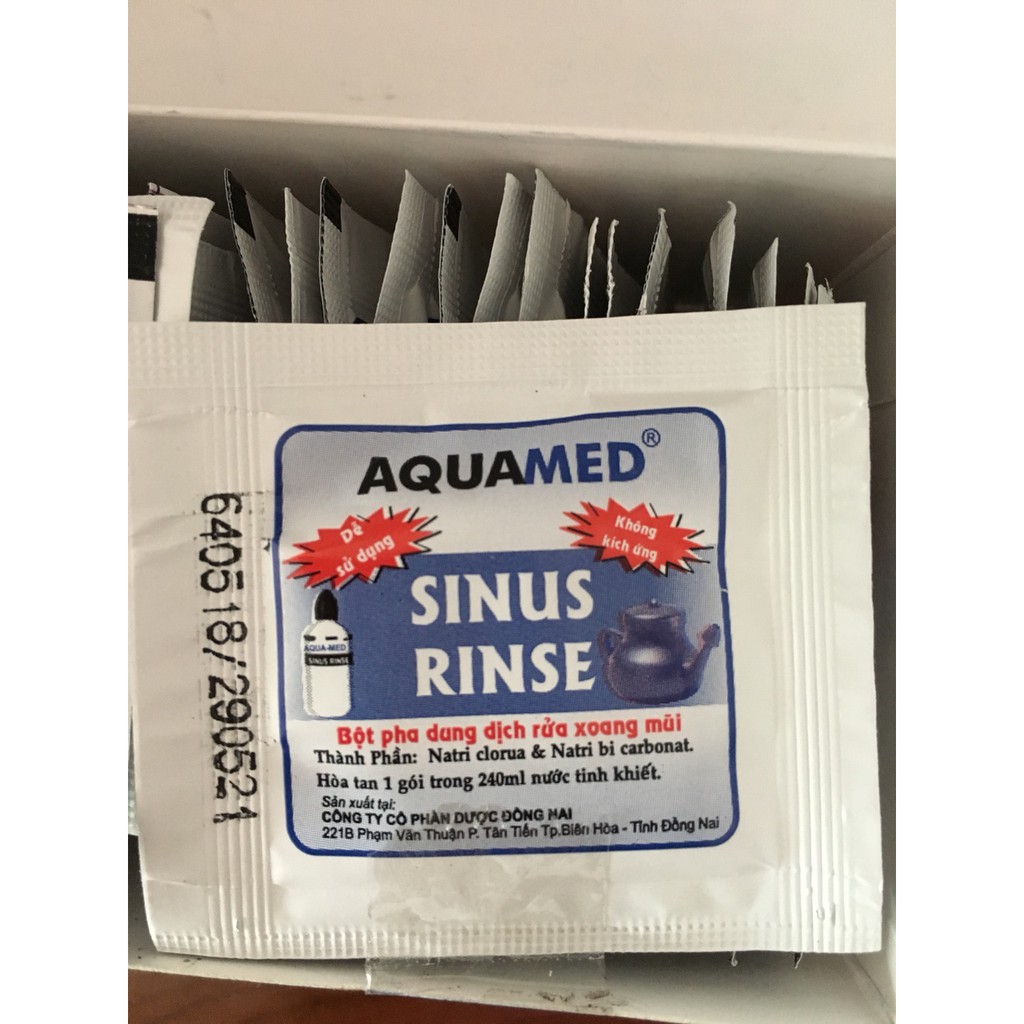 AQUAMED®
Dễ
sử dụng
Không
kích ứng
SINUS
RINSE
AQUA-MED
SINUS RINSE
Bột pha dung dịch rửa xoang mũi
Thành Phần: Natri clorua & Natri bi carbonat.
Hòa tan 1 gói trong 240ml nước tinh khiết.
Sản xuất tại:
CÔNG TY CỔ PHẦN DƯỢC ĐỒNG NAI
221B Phạm Văn Thuận P. Tân Tiến Tp.Biên Hòa - Tỉnh Đồng Nai
640518/290521